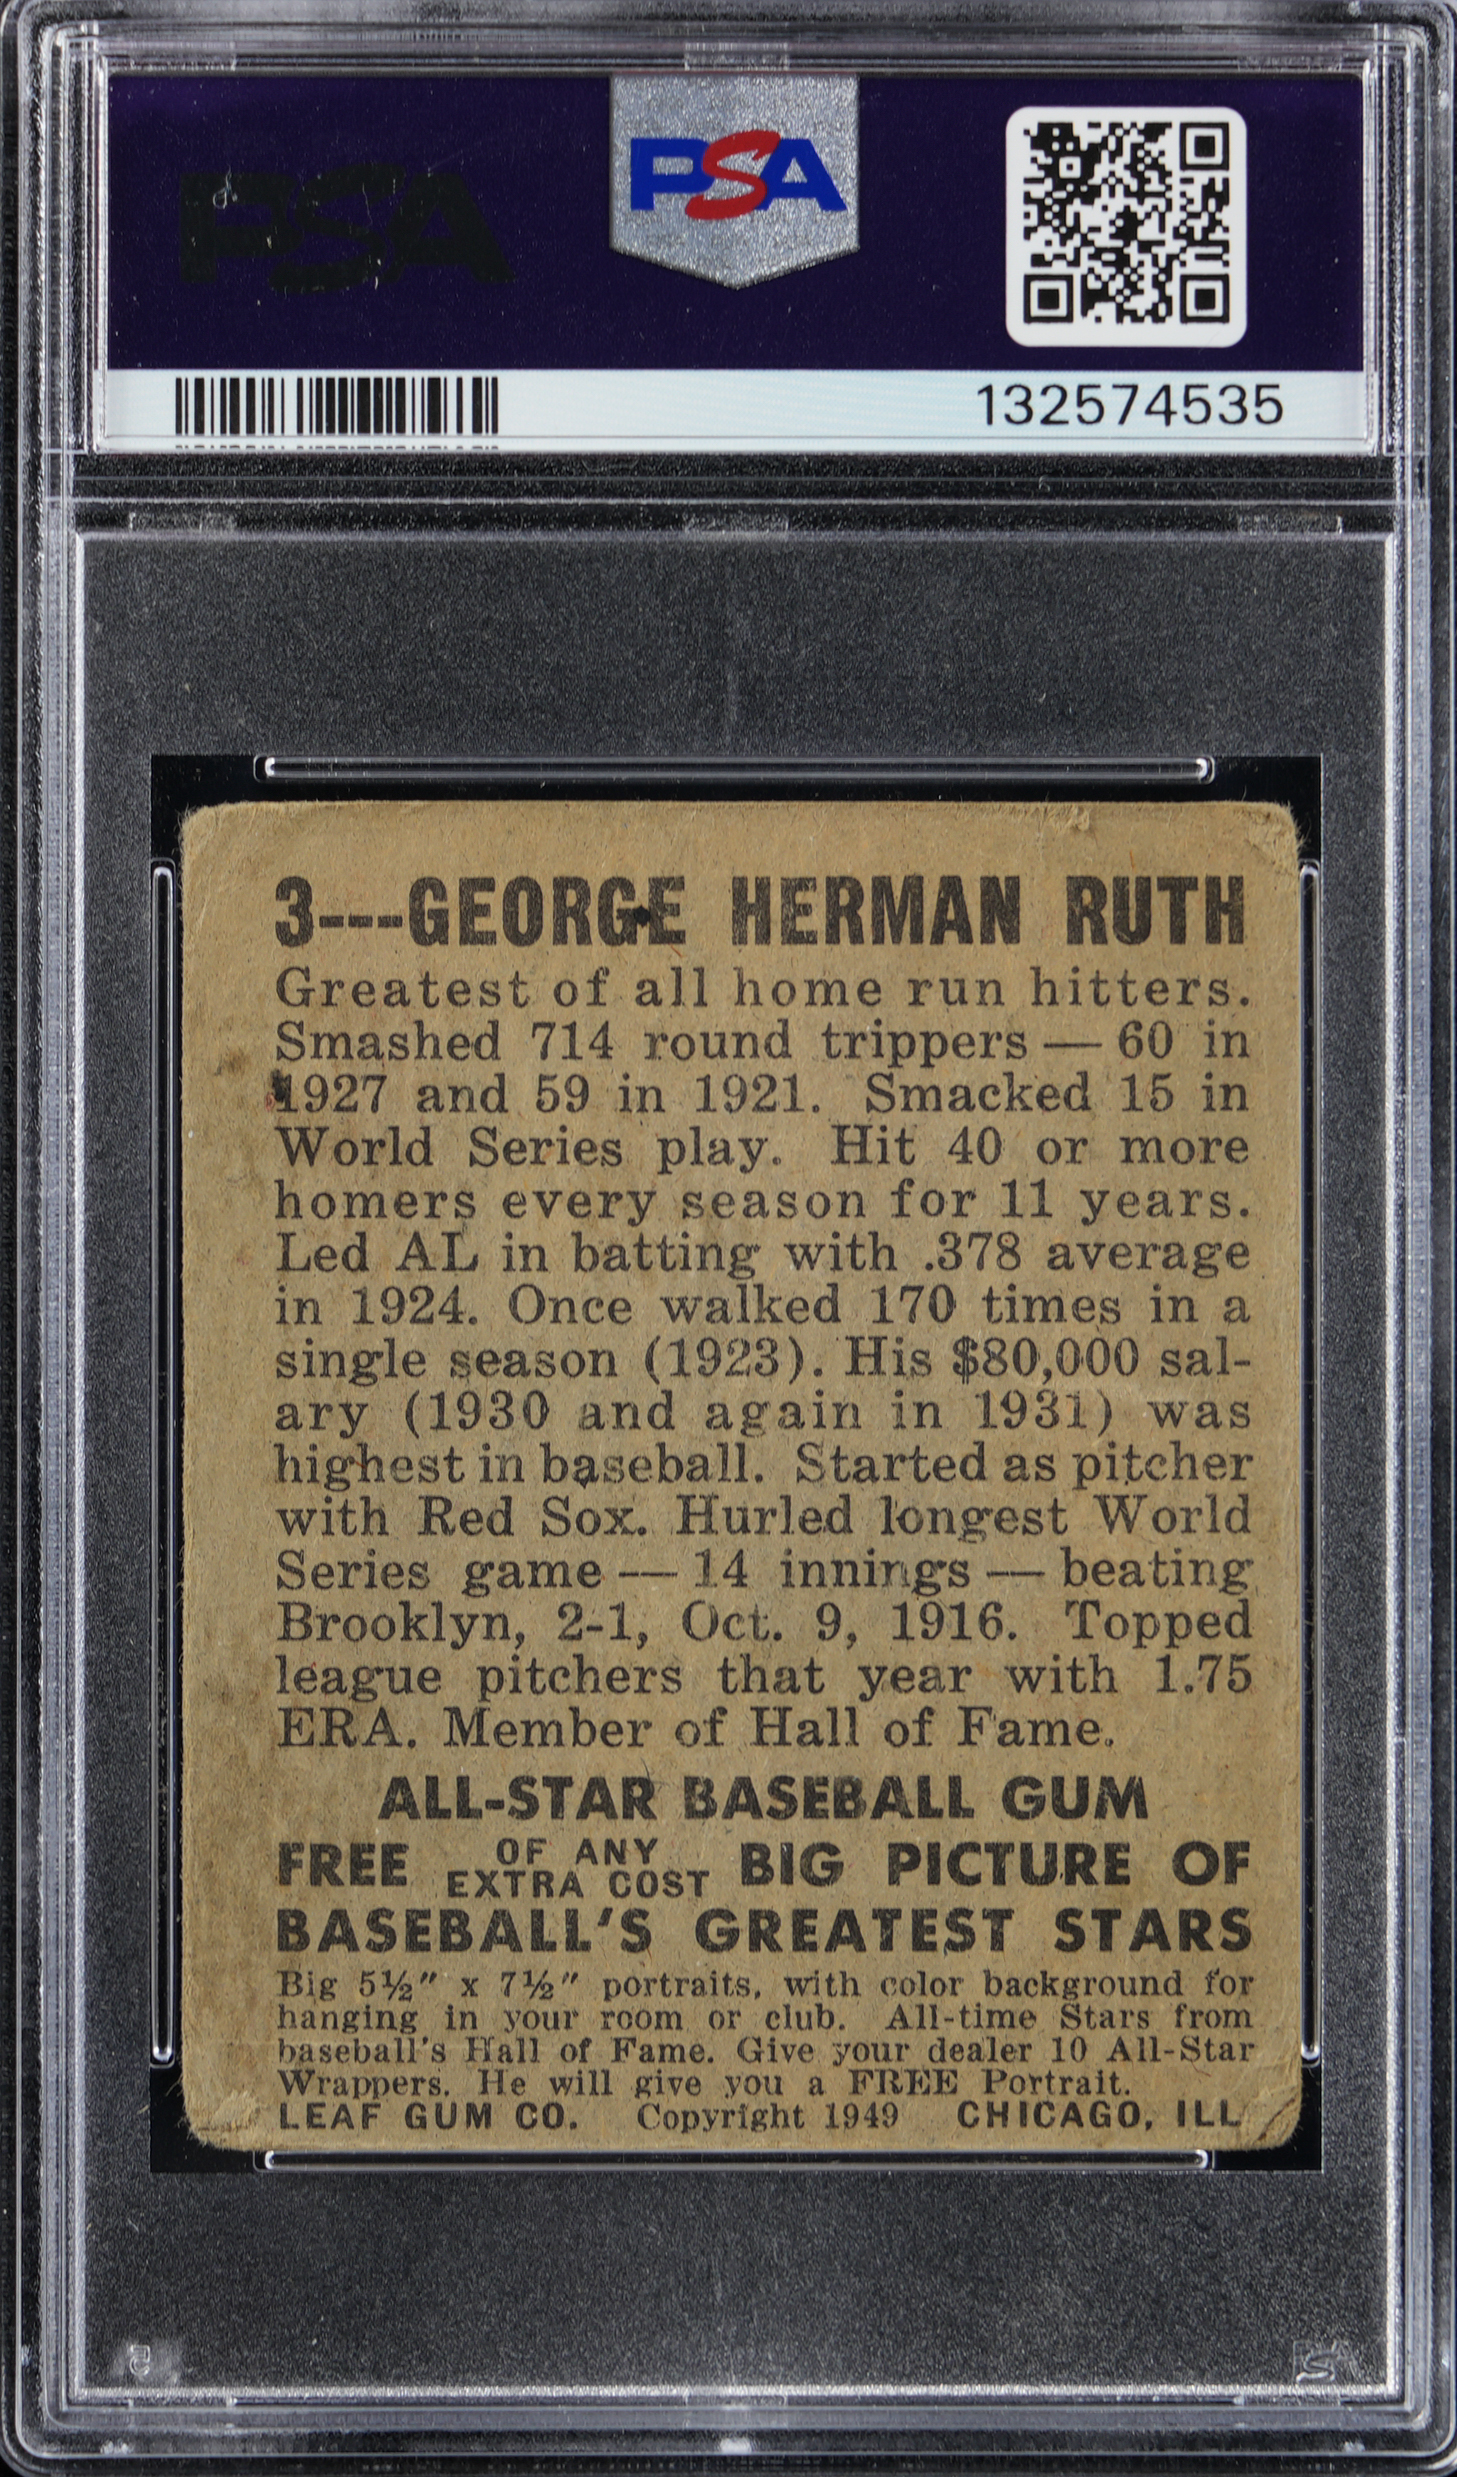 PSA
PSA
132574535
3---GEORGE HERMAN RUTH
Greatest of all home run hitters.
Smashed 714 round trippers — 60 in
1927 and 59 in 1921. Smacked 15 in
World Series play. Hit 40 or more
homers every season for 11 years.
Led AL in batting with .378 average
in 1924. Once walked 170 times in a
single season (1923). His $80,000 sal-
ary (1930 and again in 1931) was
highest in baseball. Started as pitcher
with Red Sox. Hurled longest World
Series game — 14 innings — beating
Brooklyn, 2-1, Oct. 9, 1916. Topped
league pitchers that year with 1.75
ERA. Member of Hall of Fame.
ALL-STAR BASEBALL GUM
FREE OF ANY EXTRA COST BIG PICTURE OF
BASEBALL'S GREATEST STARS
Big 5½" x 7½" portraits, with color background for
hanging in your room or club. All-time Stars from
baseball's Hall of Fame. Give your dealer 10 All-Star
Wrappers. He will give you a FREE Portrait.
LEAF GUM CO. Copyright 1949 CHICAGO, ILL